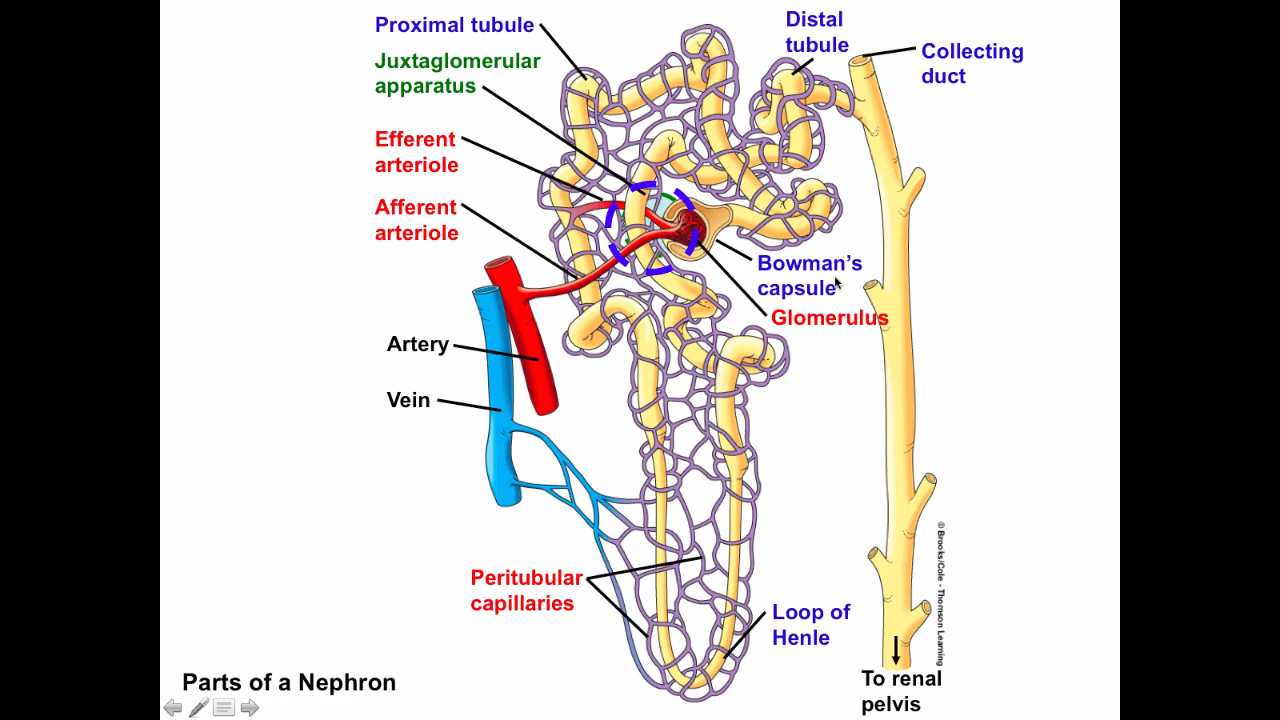 Proximal tubule
Juxtaglomerular
apparatus
Efferent
arteriole
Afferent
arteriole
Artery
Vein
Peritubular
capillaries
Distal
tubule
Collecting
duct
Bowman’s
capsule
Glomerulus
Loop of
Henle
To renal
pelvis
© Brooks/Cole - Thomson Learning
Parts of a Nephron